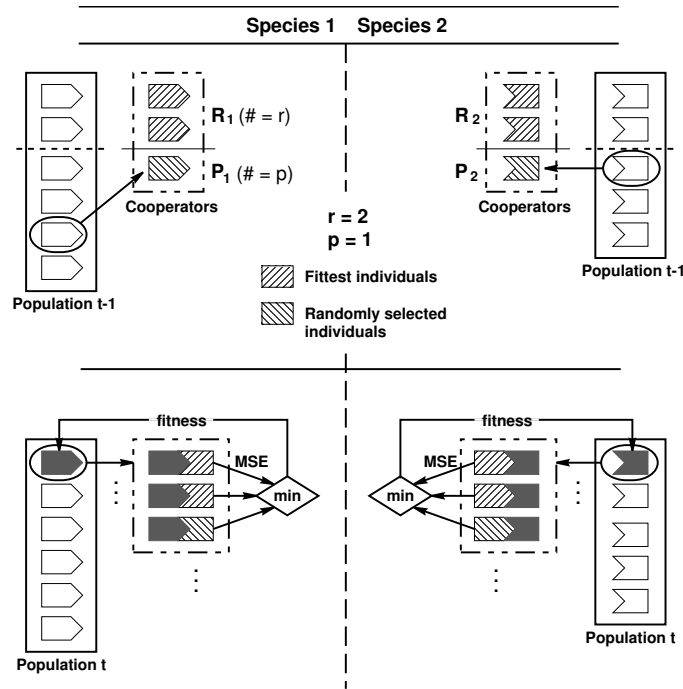 Species 1 Species 2
R1 (# = r)
P1 (# = p)
Cooperators
Population t-1
R2
P2
Cooperators
Population t-1
r = 2
p = 1
Fittest individuals
Randomly selected
individuals
fitness
MSE
min
Population t
fitness
MSE
min
Population t